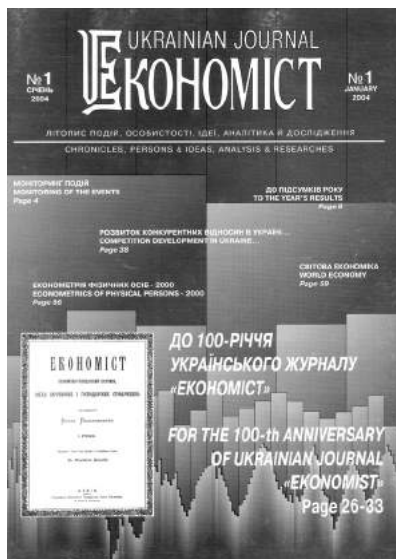 UKRAINIAN JOURNAL
ЕКОНОМІСТ
№1
СІЧЕНЬ
2004
№1
JANUARY
2004
ЛІТОПИС ПОДІЙ, ОСОБИСТОСТІ, ІДЕЇ, АНАЛІТИКА Й ДОСЛІДЖЕННЯ
CHRONICLES, PERSONS & IDEAS, ANALYSIS & RESEARCHES
МОНІТОРИНГ ПОДІЙ
MONITORING OF THE EVENTS
Page 4
ДО ПІДСУМКІВ РОКУ
TO THE YEAR'S RESULTS
Page 6
РОЗВИТОК КОНКУРЕНТНИХ ВІДНОСИН В УКРАЇНІ...
COMPETITION DEVELOPMENT IN UKRAINE...
Page 38
СВІТОВА ЕКОНОМІКА
WORLD ECONOMY
Page 59
ЕКОНОМЕТРІЯ ФІЗИЧНИХ ОСІБ - 2000
ECONOMETRICS OF PHYSICAL PERSONS - 2000
ЕКОНОМІСТ
ДО 100-РІЧЧЯ
УКРАЇНСЬКОГО ЖУРНАЛУ
«ЕКОНОМІСТ»
FOR THE 100-th ANNIVERSARY
OF UKRAINIAN JOURNAL
«EKONOMIST»
Page 26-33